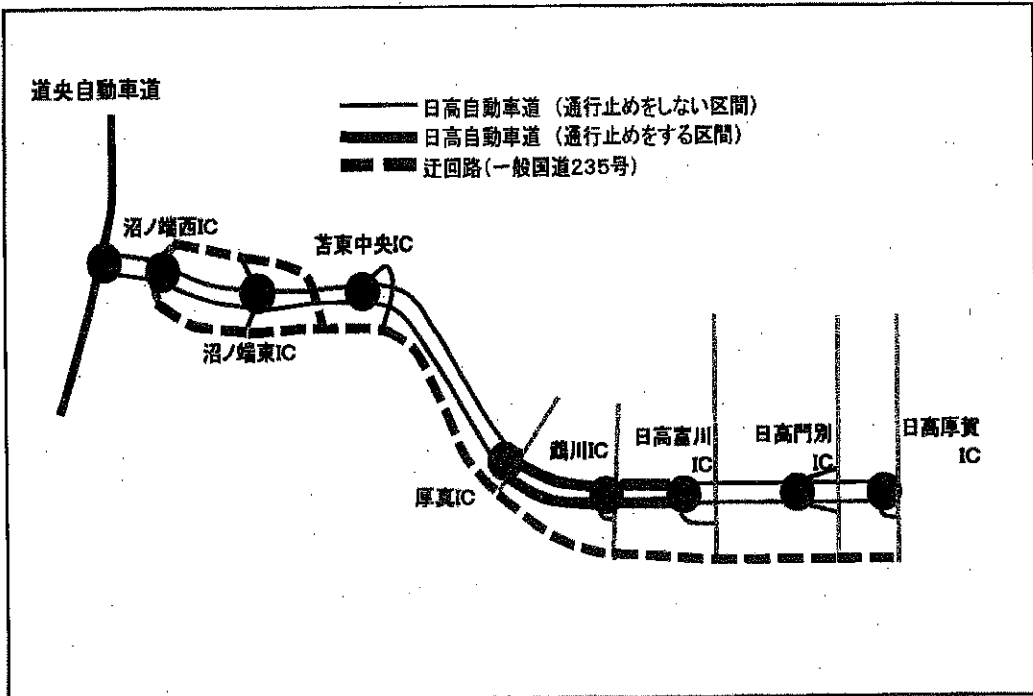 道央自動車道
日高自動車道（通行止めをしない区間）
日高自動車道（通行止めをする区間）
迂回路(一般国道235号)
沼ノ端西IC
苫東中央IC
沼ノ端東IC
厚真IC
鵡川IC
日高富川
IC
日高門別
IC
日高厚賀
IC